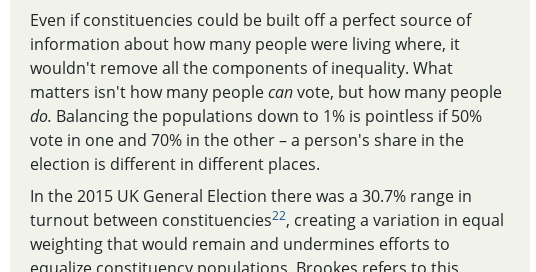 Even if constituencies could be built off a perfect source of
information about how many people were living where, it
wouldn't remove all the components of inequality. What
matters isn't how many people can vote, but how many people
do. Balancing the populations down to 1% is pointless if 50%
vote in one and 70% in the other – a person's share in the
election is different in different places.
In the 2015 UK General Election there was a 30.7% range in
turnout between constituencies22, creating a variation in equal
weighting that would remain and undermines efforts to
equalize constituency populations. Brookes refers to this